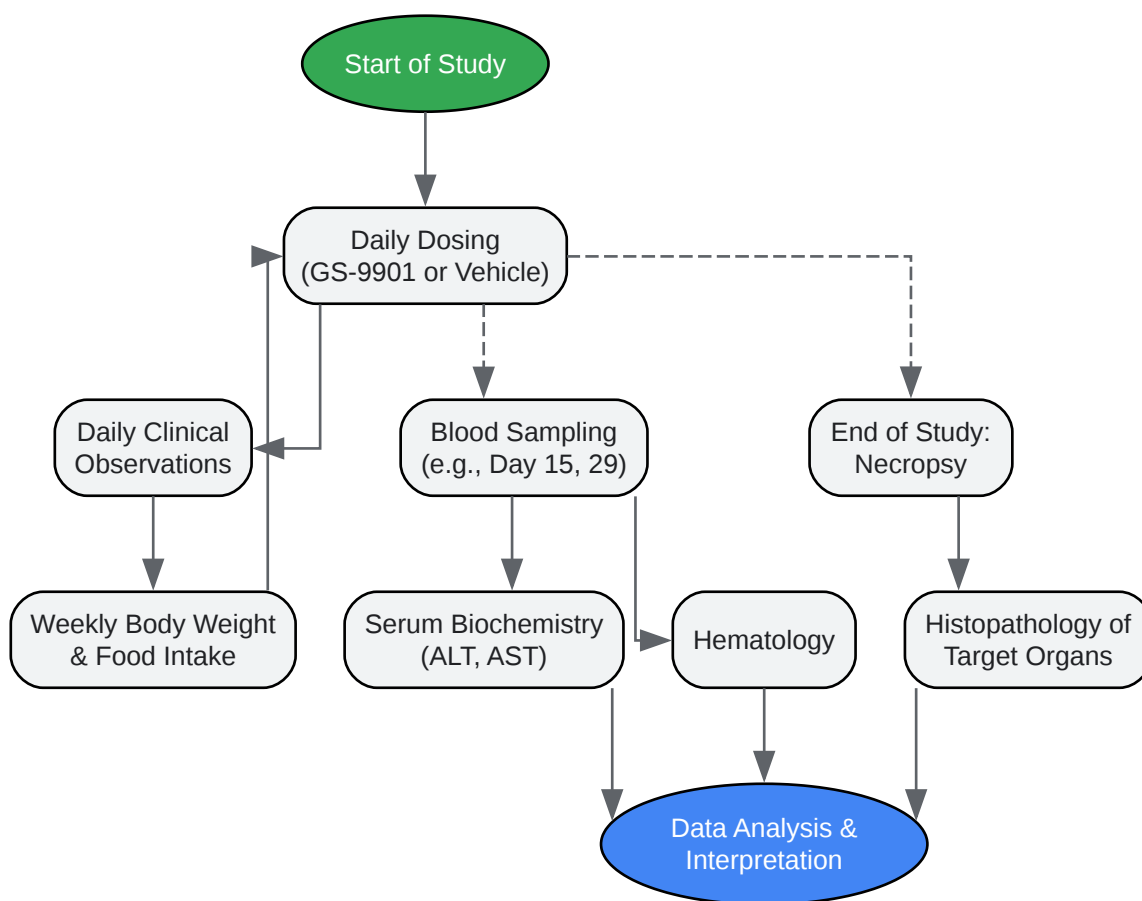 Start of Study
Daily Dosing
(GS-9901 or Vehicle)
Daily Clinical
Observations
Blood Sampling
(e.g., Day 15, 29)
End of Study:
Necropsy
Weekly Body Weight
& Food Intake
Serum Biochemistry
(ALT, AST)
Hematology
Histopathology of
Target Organs
Data Analysis &
Interpretation